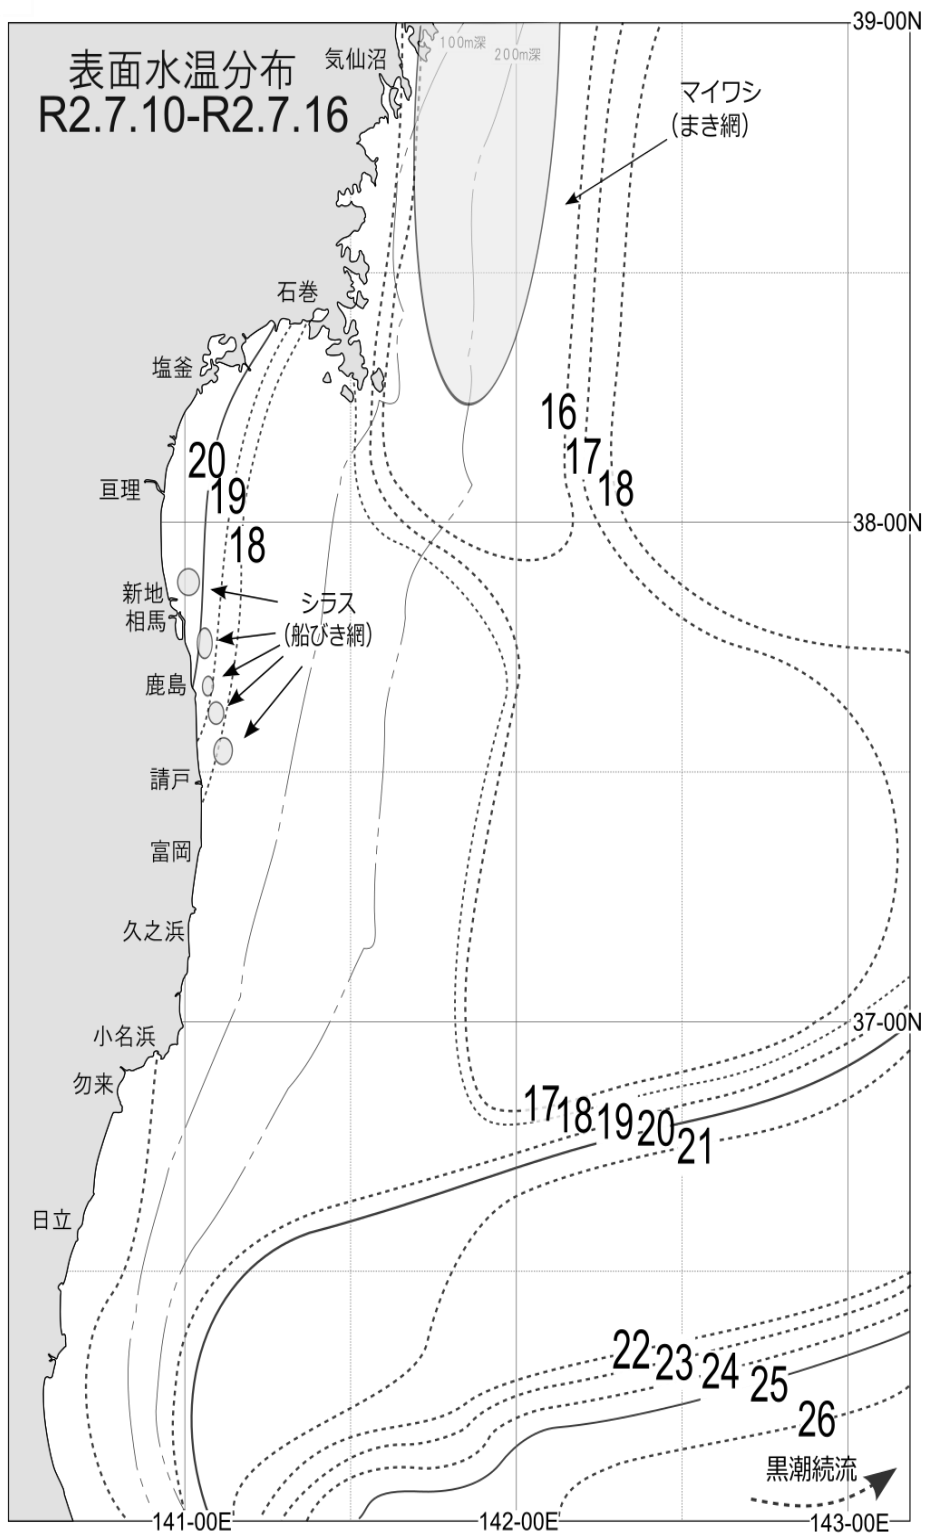 39-00N
100m深
200m深
気仙沼
表面水温分布
R2.7.10-R2.7.16
マイワシ
(まき網)
石巻
塩釜
16
17
18
20
19
18
亘理
38-00N
新地
相馬
シラス
(船びき網)
鹿島
請戸
富岡
久之浜
小名浜
37-00N
勿来
17
18
19
20
21
日立
22
23
24
25
26
黒潮続流
141-00E
142-00E
143-00E